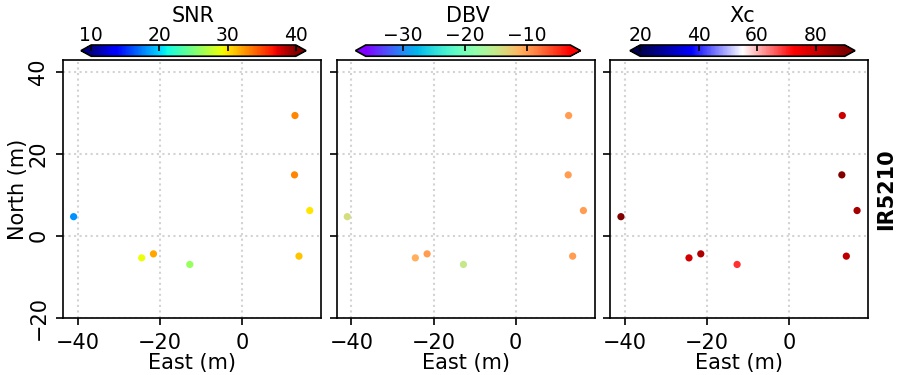 SNR DBV Xc
10 20 30 40 −30 −20 −10 20 40 60 80
40
20
0
−20
North (m)
IR5210
−40 −20 0 −40 −20 0 −40 −20 0
East (m) East (m) East (m)